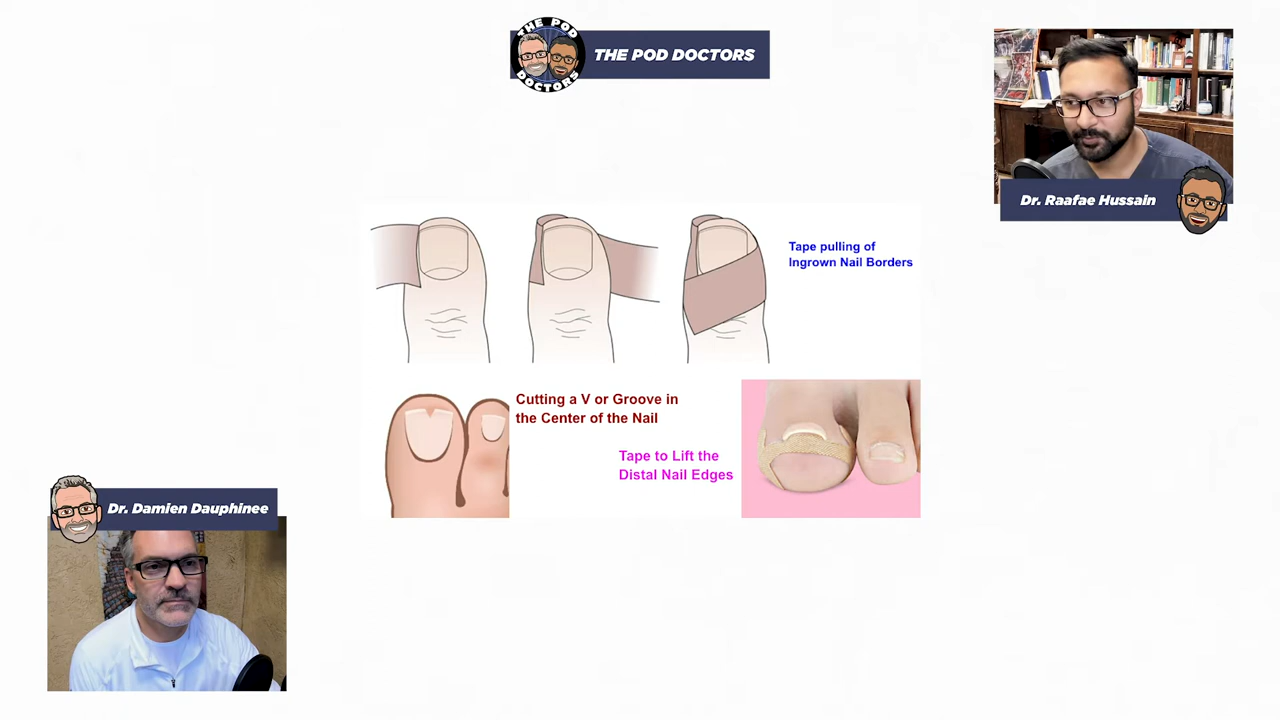 THE POD
DOCTORS
THE POD DOCTORS
Dr. Raafae Hussain
Tape pulling of
Ingrown Nail Borders
Cutting a V or Groove in
the Center of the Nail
Tape to Lift the
Distal Nail Edges
Dr. Damien Dauphinee